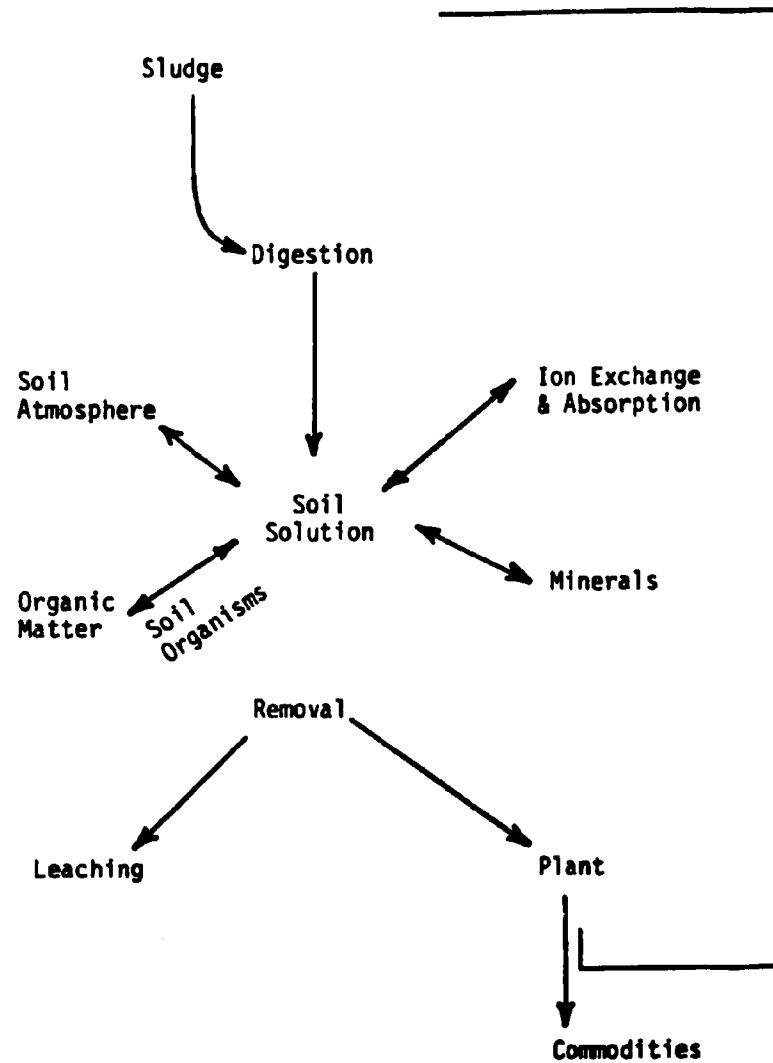 Sludge
Digestion
Soil
Atmosphere
Ion Exchange
& Absorption
Soil
Solution
Minerals
Organic
Matter
Soil
Organisms
Removal
Leaching
Plant
Commodities